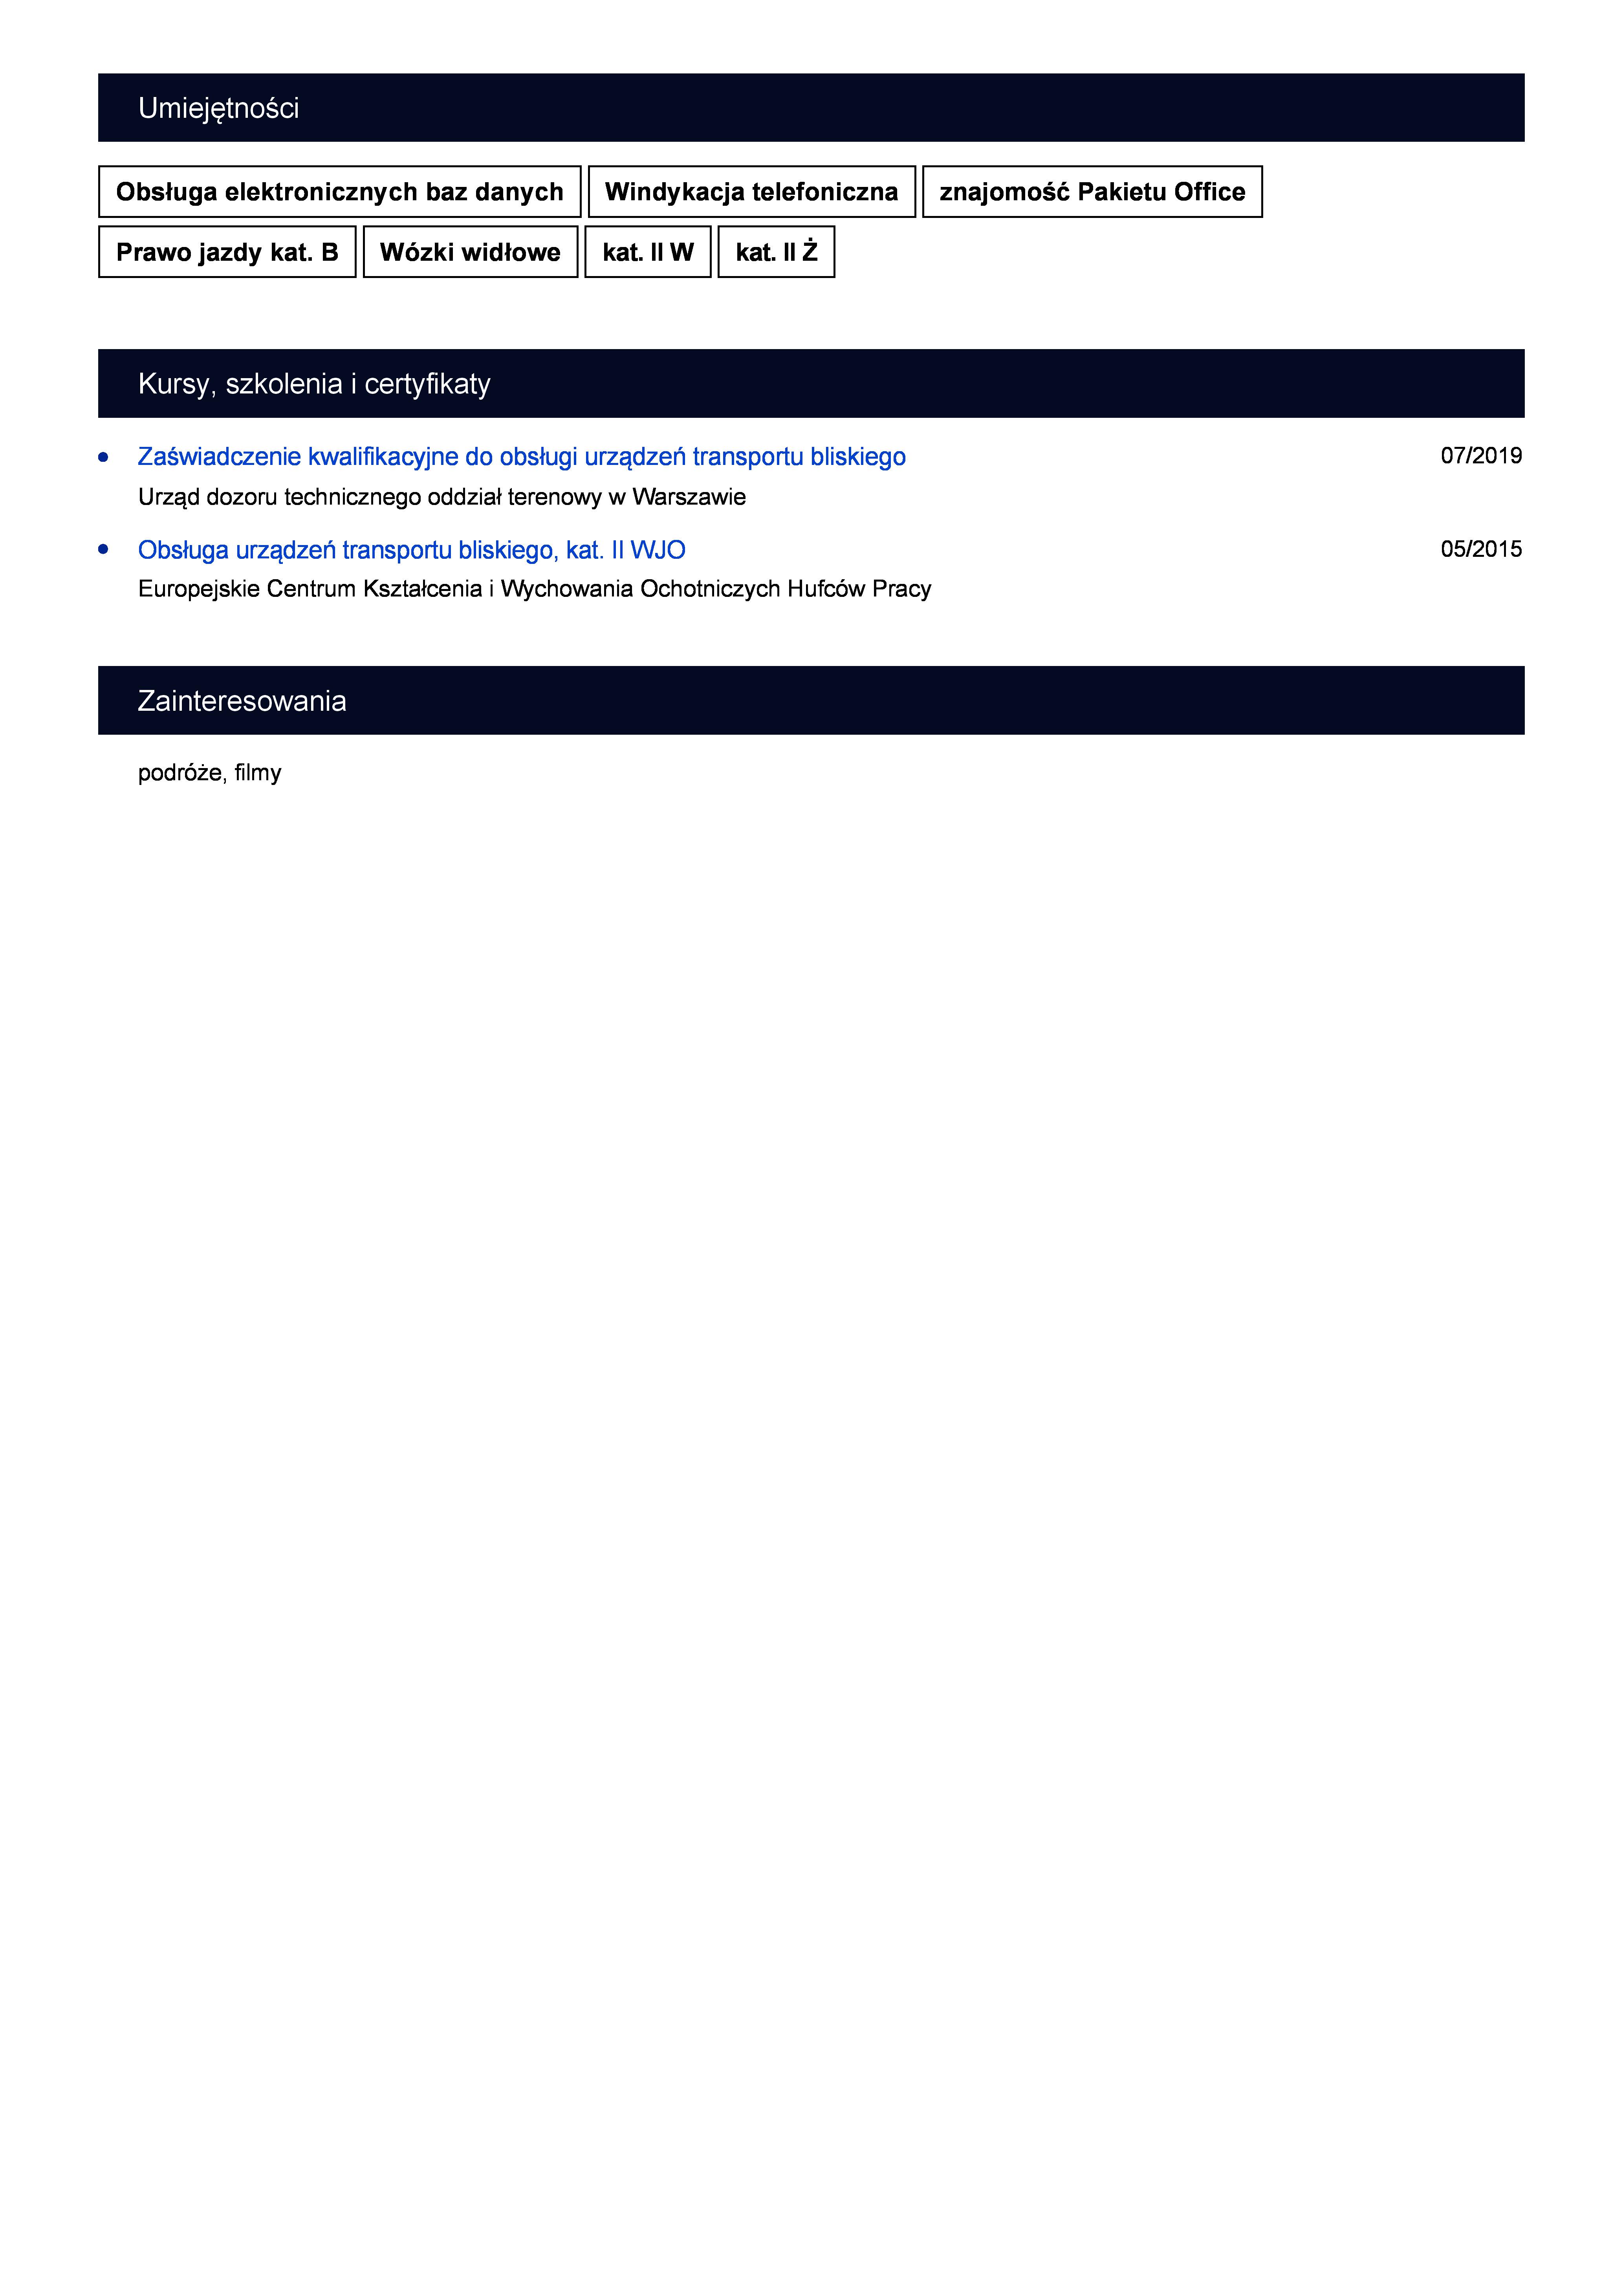 Umiejętności
Obsługa elektronicznych baz danych Windykacja telefoniczna znajomość Pakietu Office
Prawo jazdy kat. B Wózki widłowe kat. II W kat. II Ż
Kursy, szkolenia i certyfikaty
Zaświadczenie kwalifikacyjne do obsługi urządzeń transportu bliskiego 07/2019
Urząd dozoru technicznego oddział terenowy w Warszawie
Obsługa urządzeń transportu bliskiego, kat. II WJO 05/2015
Europejskie Centrum Kształcenia i Wychowania Ochotniczych Hufców Pracy
Zainteresowania
podróże, filmy